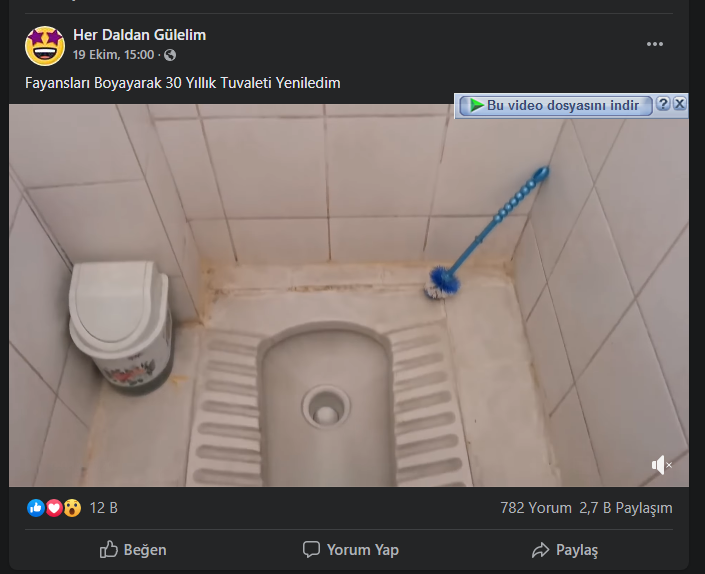 Her Daldan Gülelim
19 Ekim, 15:00 ·
Fayansları Boyayarak 30 Yıllık Tuvaleti Yeniledim
Bu video dosyasını indir ? X
12 B
782 Yorum 2,7 B Paylaşım
Beğen Yorum Yap Paylaş